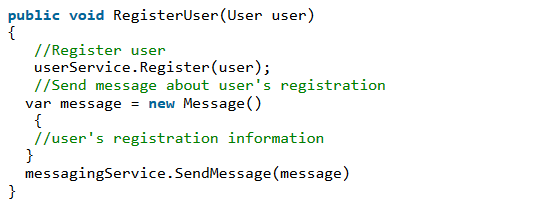 public void RegisterUser(User user)
{
//Register user
userService.Register(user);
//Send message about user's registration
var message = new Message()
{
//user's registration information
}
messagingService.SendMessage(message)
}